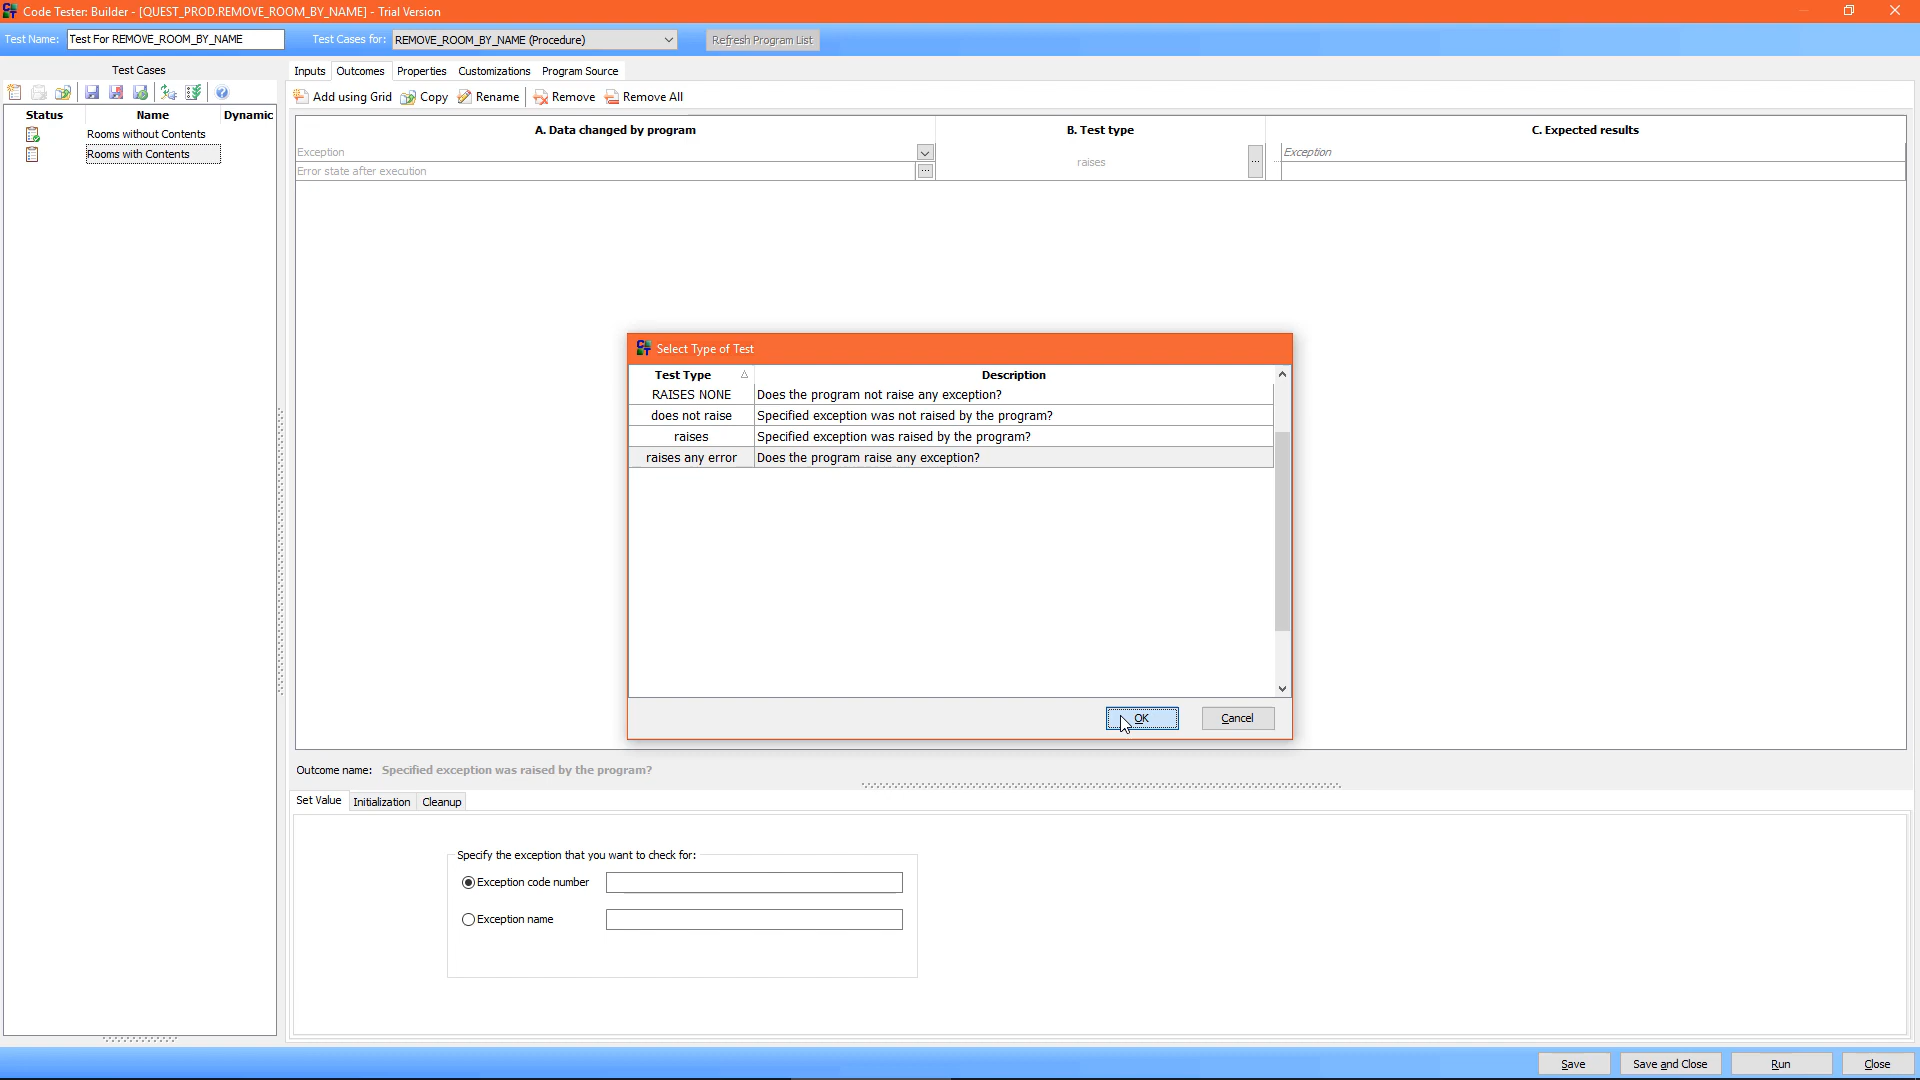 Code Tester: Builder - [QUEST_PROD.REMOVE_ROOM_BY_NAME] - Trial Version
Test Name: Test For REMOVE_ROOM_BY_NAME Test Cases for: REMOVE_ROOM_BY_NAME (Procedure) Refresh Program List
Test Cases
Inputs Outcomes Properties Customizations Program Source
Add using Grid Copy Rename Remove Remove All
Status Name Dynamic
Rooms without Contents
Rooms with Contents
A. Data changed by program B. Test type C. Expected results
Exception raises Exception
Error state after execution
Select Type of Test
Test Type Description
RAISES NONE Does the program not raise any exception?
does not raise Specified exception was not raised by the program?
raises Specified exception was raised by the program?
raises any error Does the program raise any exception?
OK Cancel
Outcome name: Specified exception was raised by the program?
Set Value Initialization Cleanup
Specify the exception that you want to check for:
Exception code number
Exception name
Save Save and Close Run Close